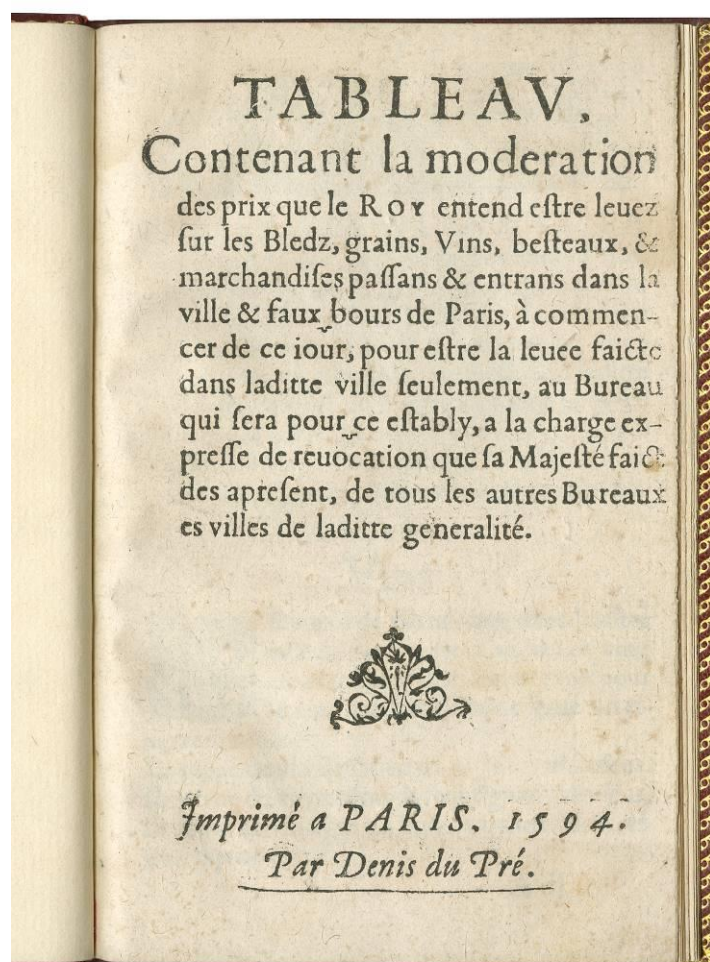 TABLEAV.
Contenant la moderation
des prix que le ROY entend eſtre leuez
ſur les Bledz, grains, Vins, beſteaux, &
marchandiſes paſſans & entrans dans la
ville & faux bours de Paris, à commen-
cer de ce iour, pour eſtre la leuee faicte
dans laditte ville ſeulement, au Bureau
qui ſera pour ce eſtably, a la charge ex-
preſſe de reuocation que ſa Majeſté faict
des apreſent, de tous les autres Bureaux
es villes de laditte generalité.
Imprimé a PARIS. 1594.
Par Denis du Pré.